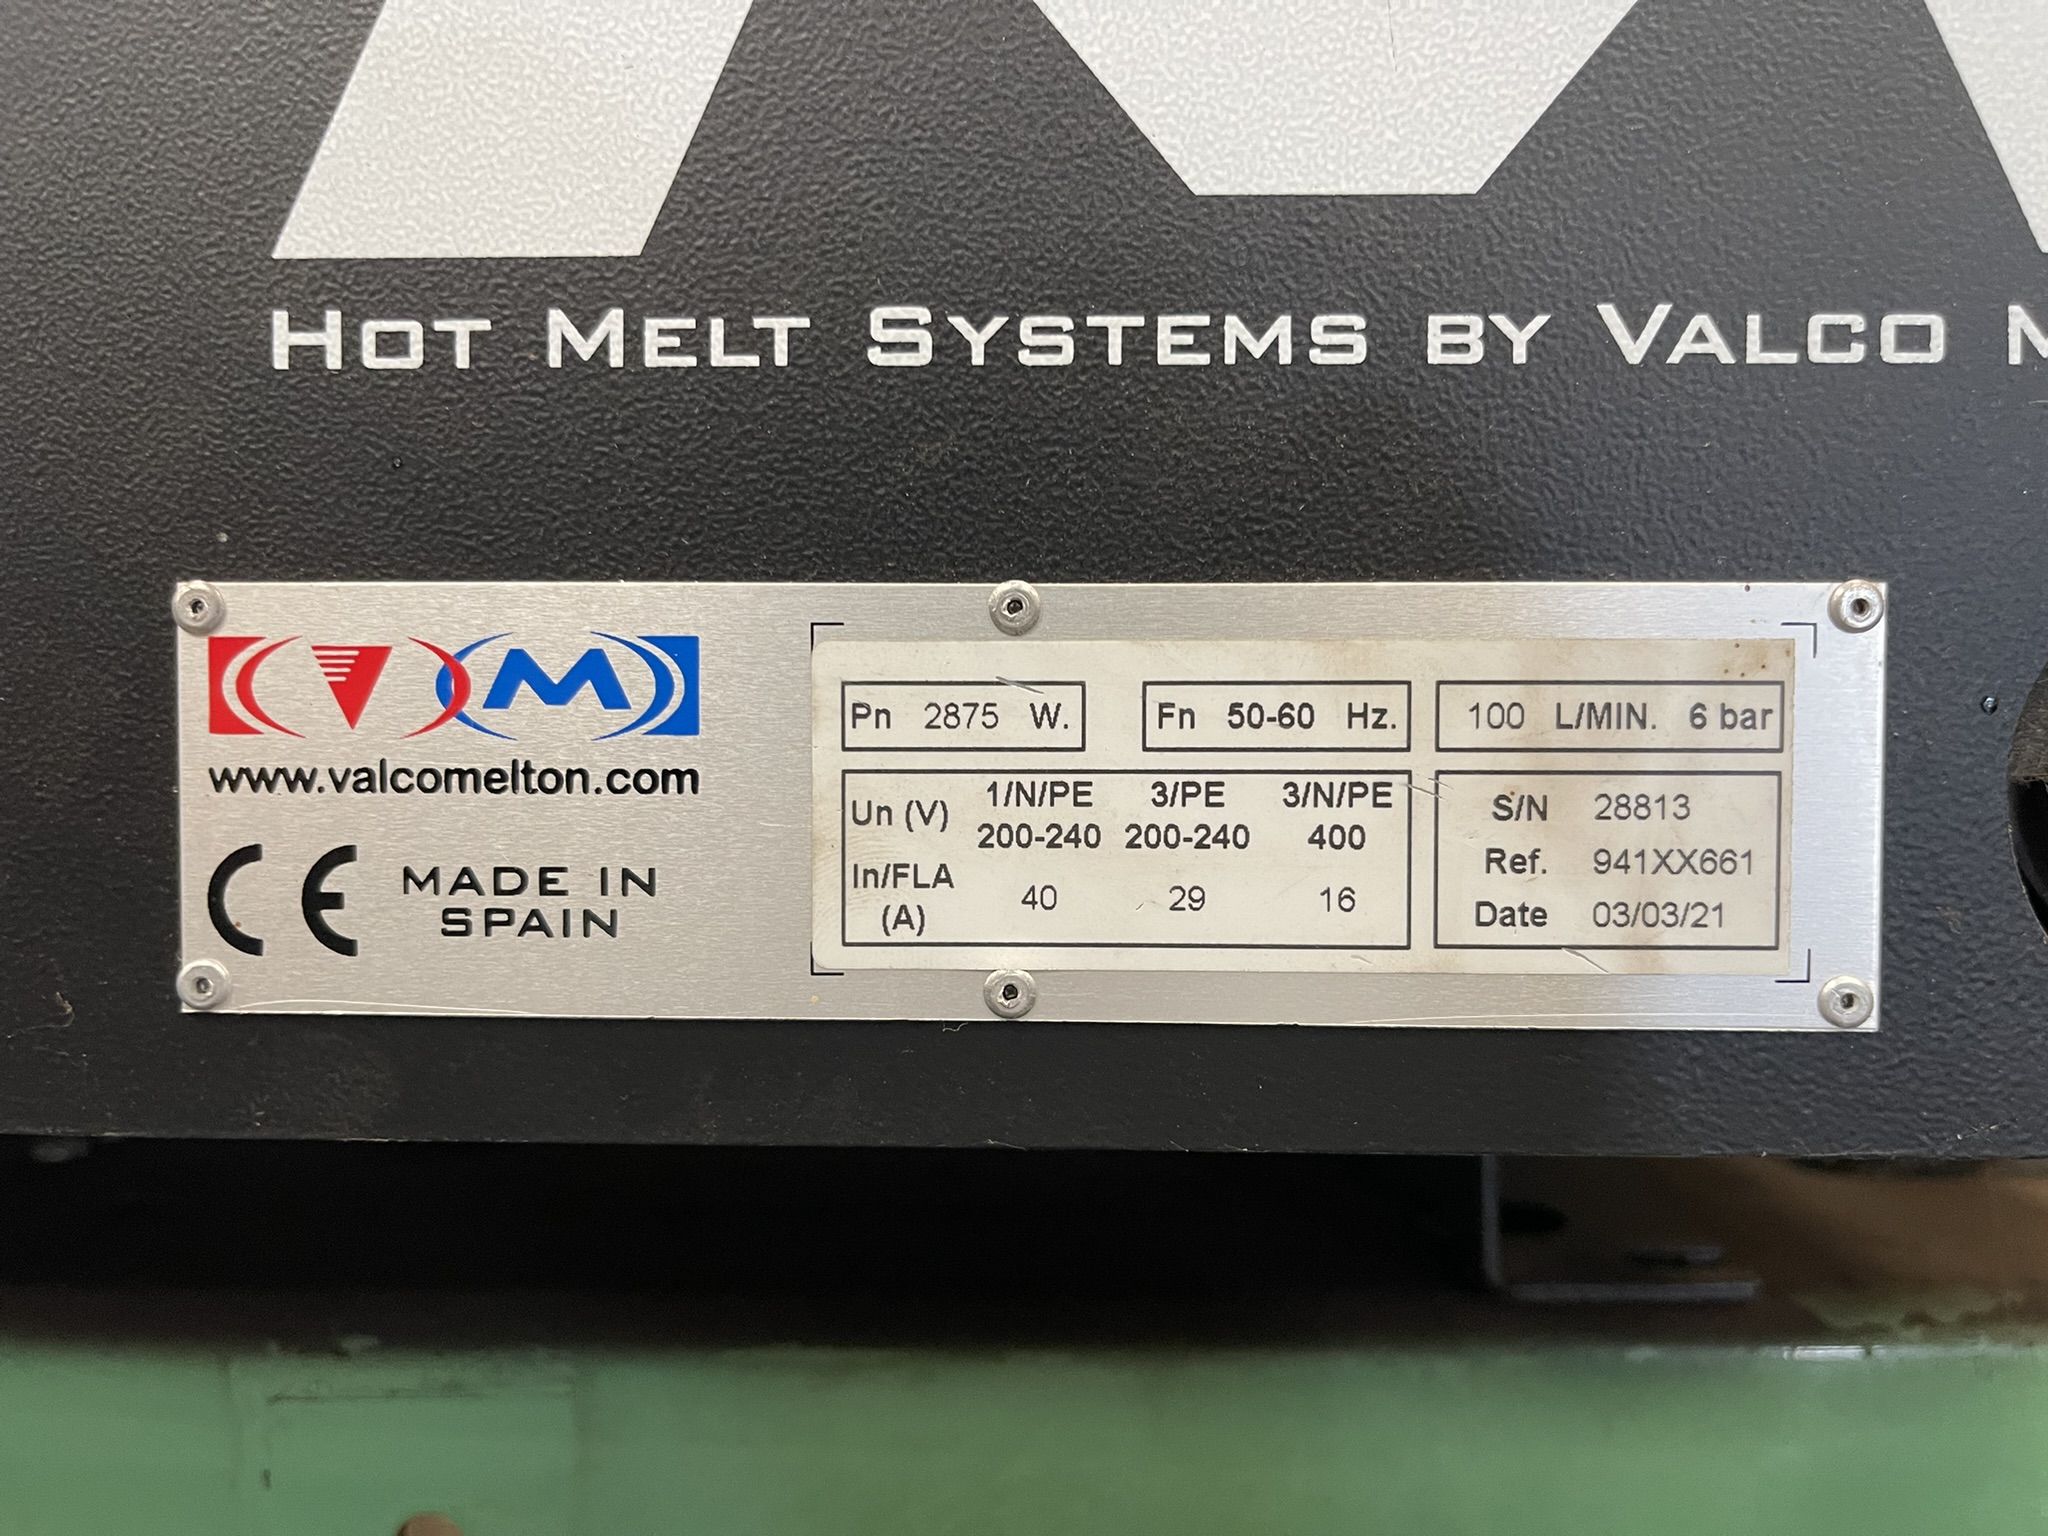 HOT MELT SYSTEMS BY VALCO
VM
www.valcomelton.com
CE MADE IN
SPAIN
Pn 2875 W.
Fn 50-60 Hz.
100 L/MIN. 6 bar
Un (V) 1/N/PE 3/PE 3/N/PE
200-240 200-240 400
In/FLA (A) 40 29 16
S/N 28813
Ref. 941XX661
Date 03/03/21